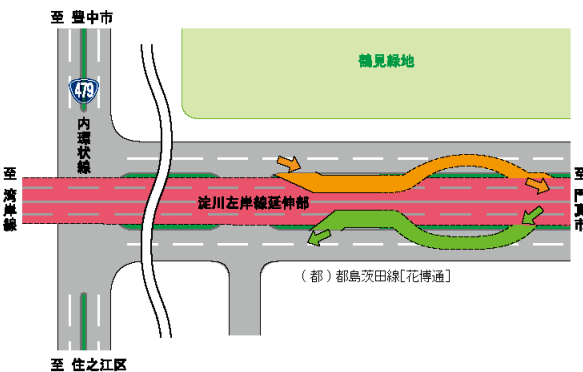 至 豊中市
鶴見緑地
479
内環状線
至 湾岸線
淀川左岸線延伸部
至 門真市
(都)都島茨田線[花博通]
至 住之江区